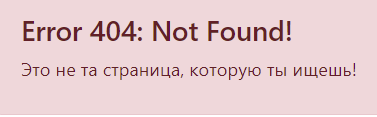 Error 404: Not Found!
Это не та страница, которую ты ищешь!